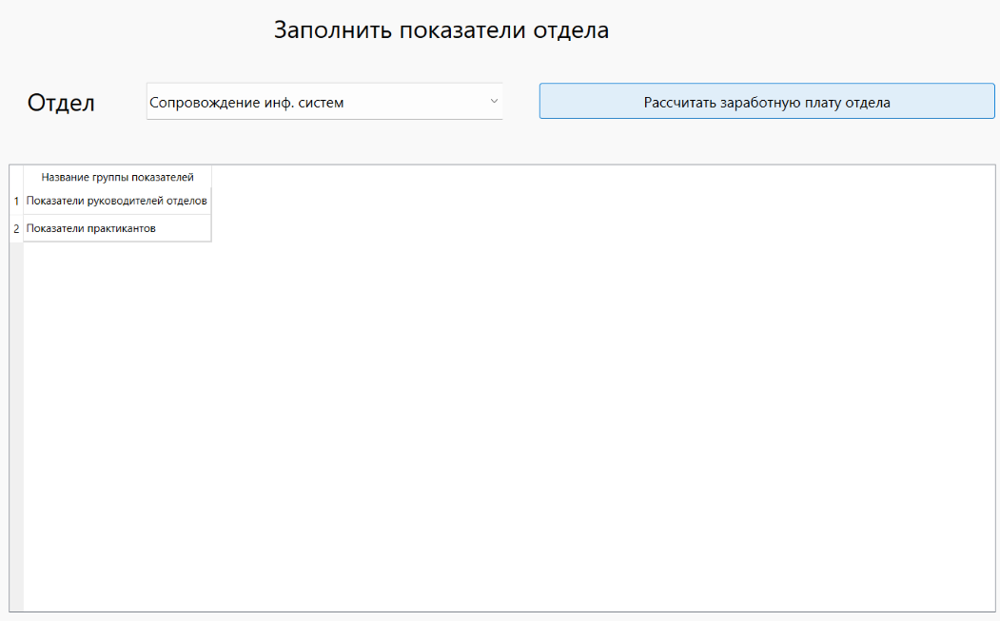 Заполнить показатели отдела
Отдел
Сопровождение инф. систем
Рассчитать заработную плату отдела
Название группы показателей
1 Показатели руководителей отделов
2 Показатели практикантов